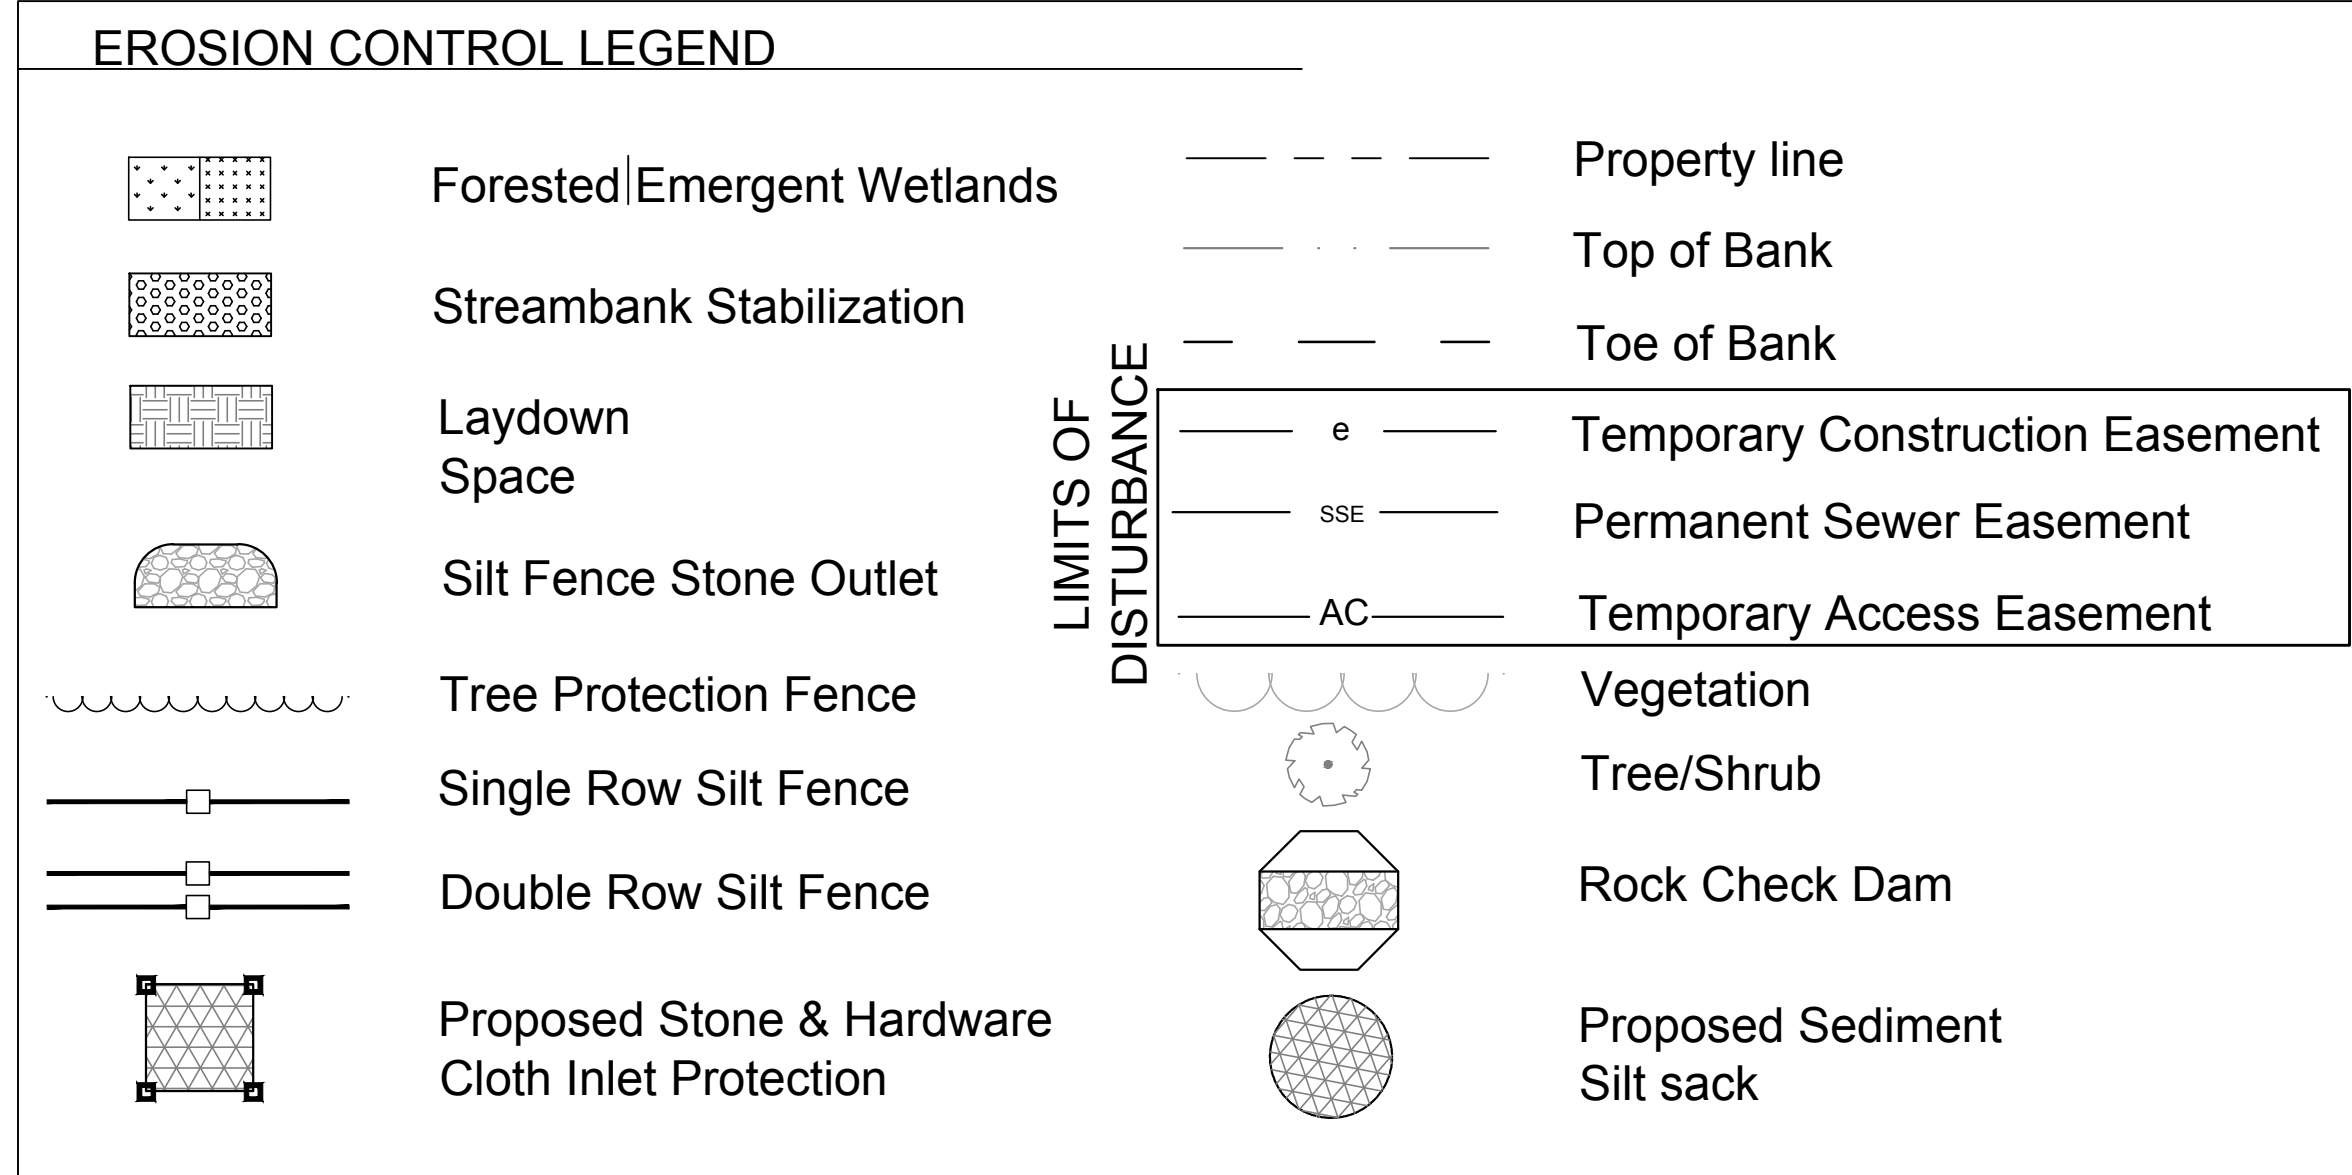 EROSION CONTROL LEGEND
Forested|Emergent Wetlands
Streambank Stabilization
Laydown
Space
Silt Fence Stone Outlet
Tree Protection Fence
Single Row Silt Fence
Double Row Silt Fence
Proposed Stone & Hardware
Cloth Inlet Protection
Property line
Top of Bank
Toe of Bank
LIMITS OF
DISTURBANCE
e
Temporary Construction Easement
SSE
Permanent Sewer Easement
AC
Temporary Access Easement
Vegetation
Tree/Shrub
Rock Check Dam
Proposed Sediment
Silt sack